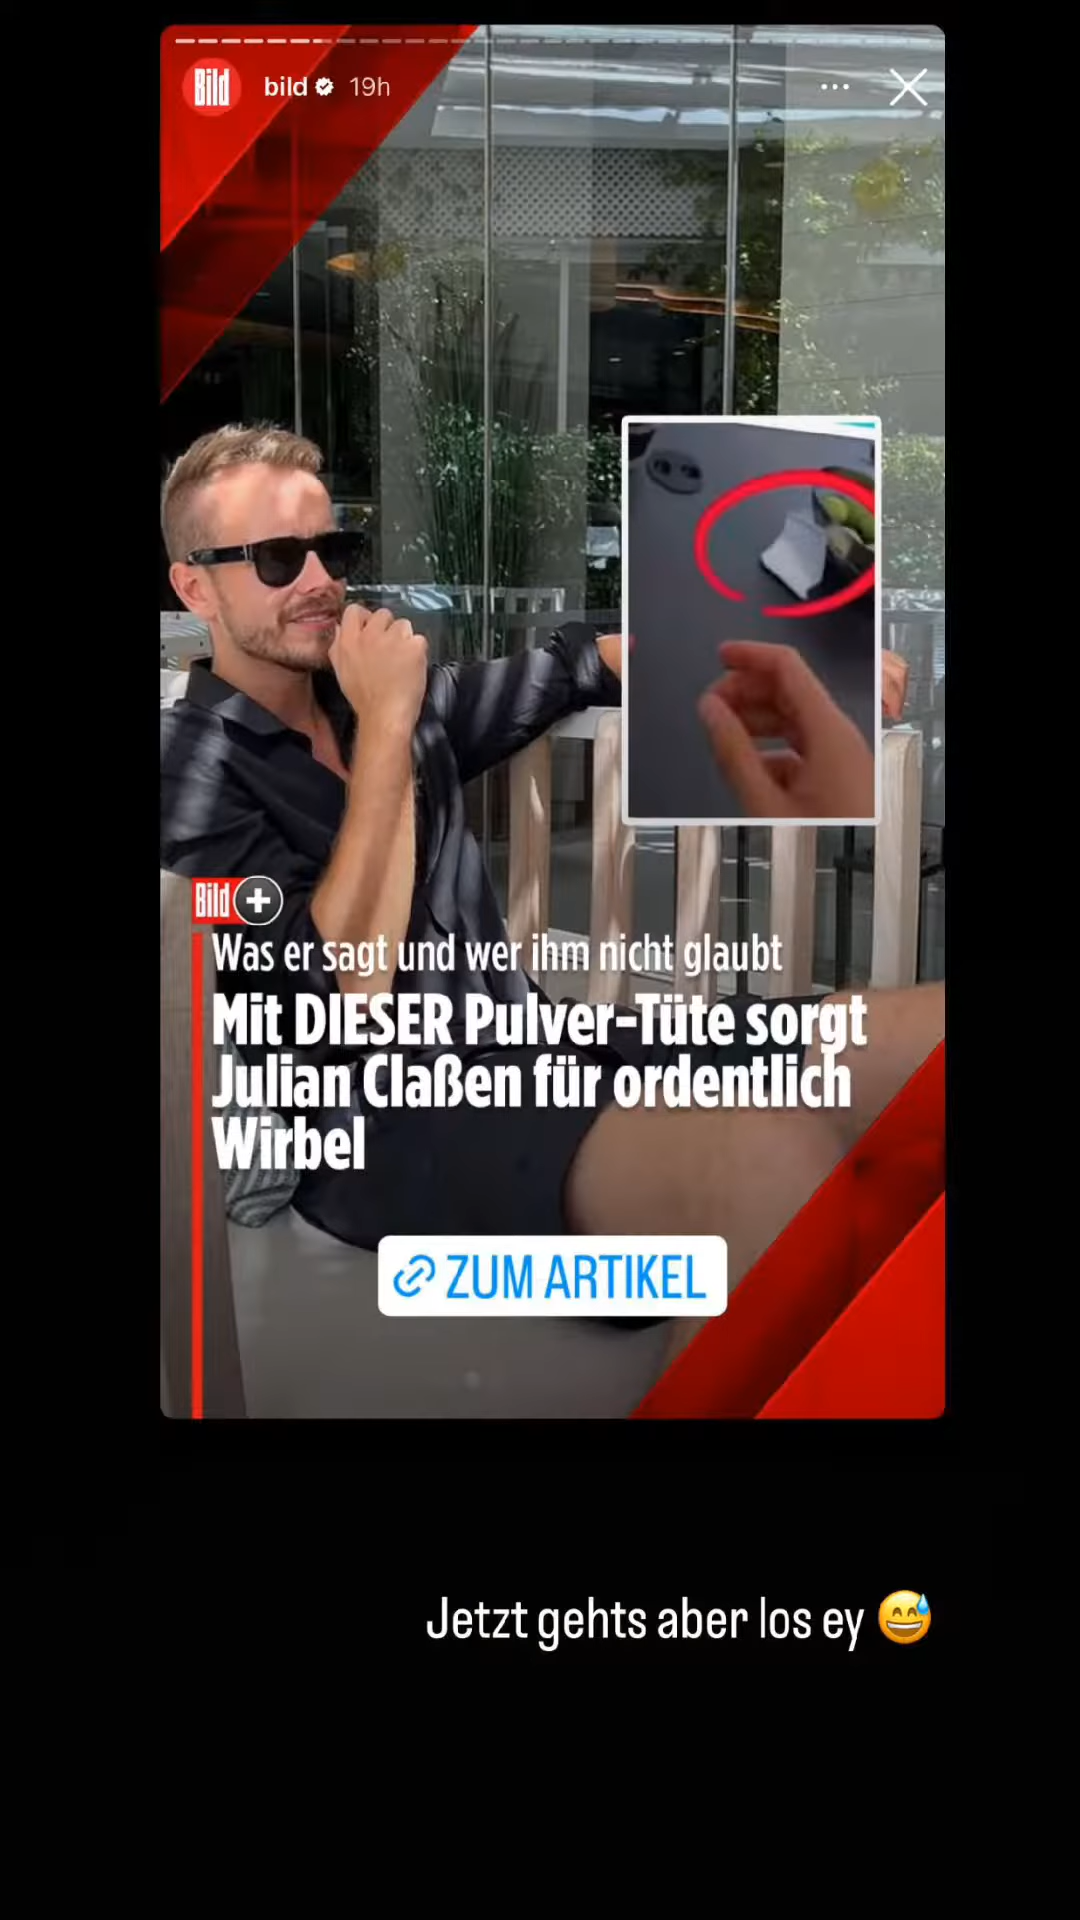 Bild
bild 19h
Bild +
Was er sagt und wer ihm nicht glaubt
Mit DIESER Pulver-Tüte sorgt
Julian Claßen für ordentlich
Wirbel
ZUM ARTIKEL
Jetzt gehts aber los ey 😅